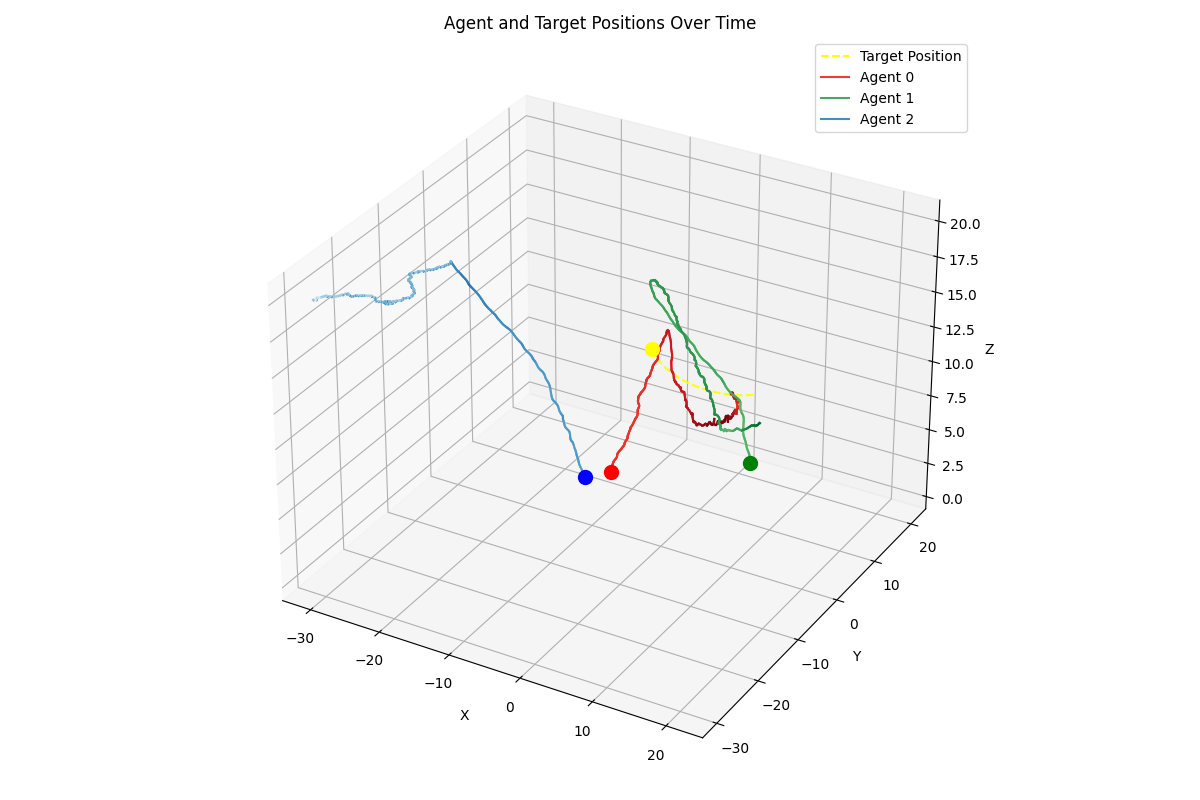 Agent and Target Positions Over Time
Target Position
Agent 0
Agent 1
Agent 2
20.0
17.5
15.0
12.5
Z
10.0
7.5
5.0
2.5
0.0
20
10
0
Y
−10
−20
−30
−30
−20
−10
X
0
10
20